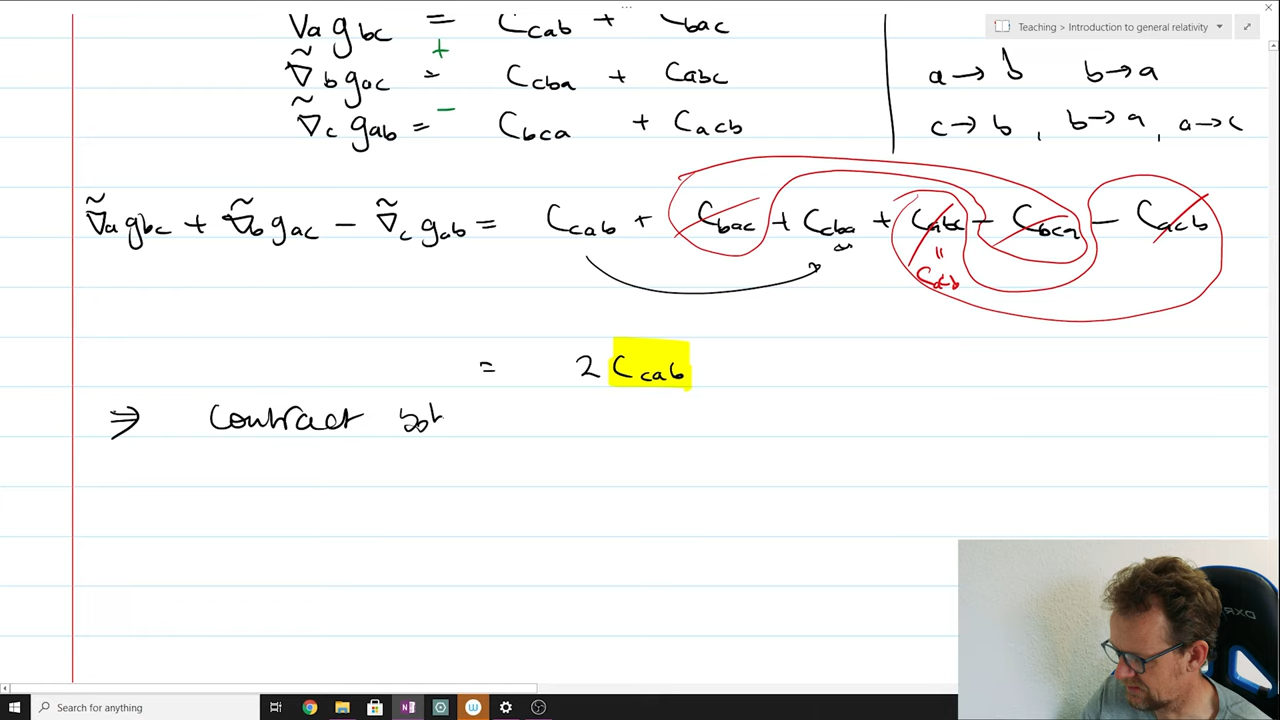 Teaching > Introduction to general relativity
∇̃a gbc = Ccab + Cbac
+
∇̃b gac = Ccba + Cabc
a → b b → a
−
∇̃c gab = Cbca + Cacb
c → b , b → a , a → c
∇̃a gbc + ∇̃b gac − ∇̃c gab = Ccab + Cbac + Ccba + Cabc − Cbca − Cacb
=
Cacb
= 2 Ccab
⇒ Contract
Search for anything